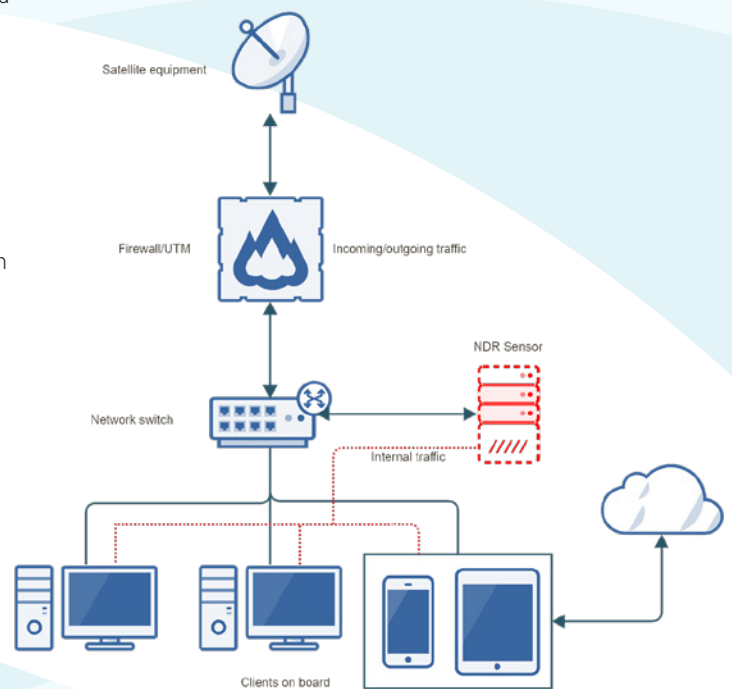 Satellite equipment
Firewall/UTM
Incoming/outgoing traffic
NDR Sensor
Network switch
Internal traffic
Clients on board